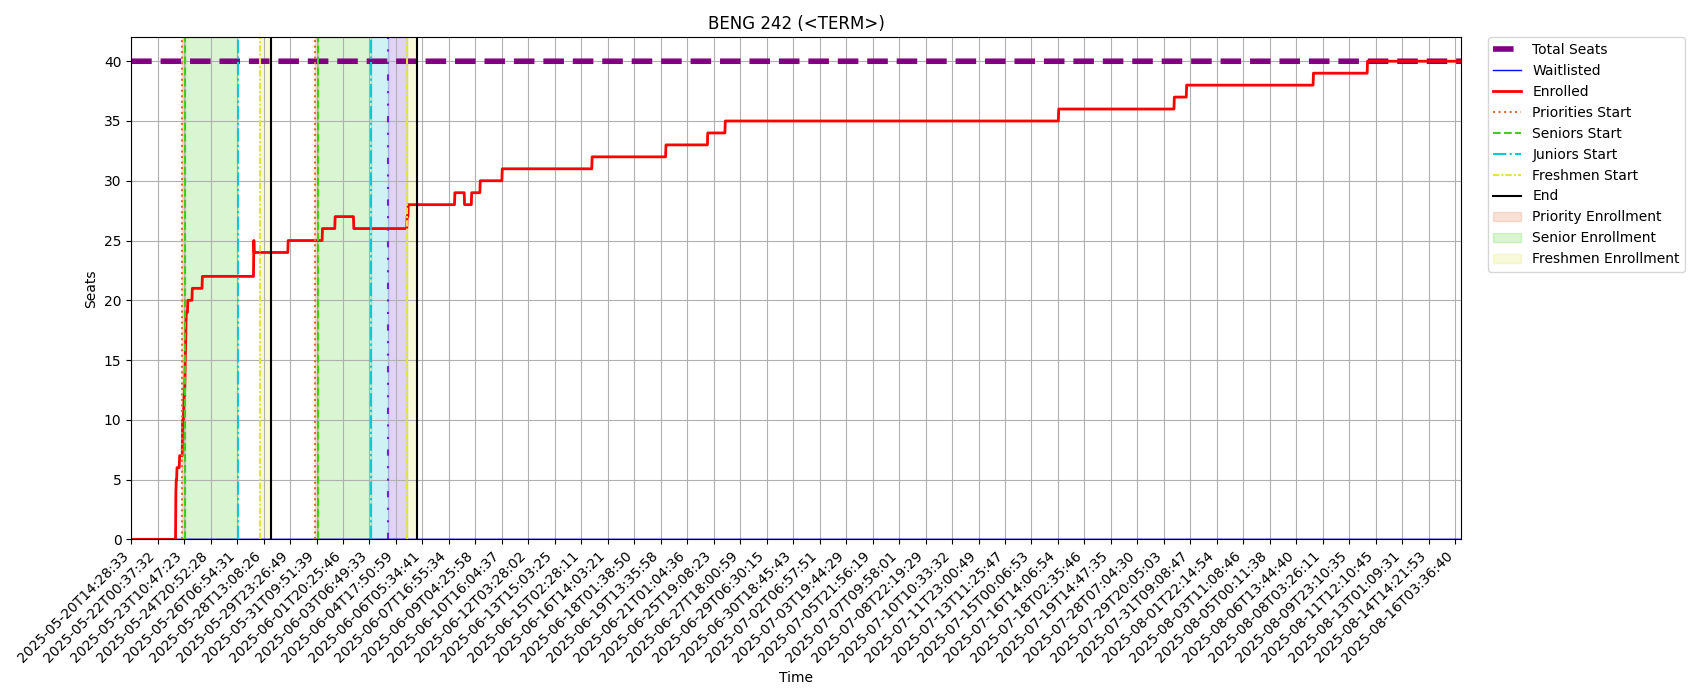 BENG 242 (<TERM>)
Seats
40
35
30
25
20
15
10
5
0
2025-05-20T14:28:33
2025-05-22T00:37:32
2025-05-23T10:47:23
2025-05-24T20:52:28
2025-05-26T06:54:31
2025-05-28T13:08:26
2025-05-29T23:26:49
2025-05-31T09:51:39
2025-06-01T20:25:46
2025-06-03T06:49:33
2025-06-04T17:50:59
2025-06-06T05:34:41
2025-06-07T16:55:34
2025-06-09T04:25:58
2025-06-10T16:04:37
2025-06-12T03:28:02
2025-06-13T15:03:25
2025-06-15T02:28:11
2025-06-16T14:03:21
2025-06-18T01:38:50
2025-06-19T13:35:58
2025-06-21T01:04:36
2025-06-25T19:08:23
2025-06-27T18:00:59
2025-06-29T06:30:15
2025-06-30T18:45:43
2025-07-02T06:57:51
2025-07-03T19:44:29
2025-07-05T21:56:19
2025-07-07T09:58:01
2025-07-08T22:19:29
2025-07-10T10:33:32
2025-07-11T23:00:49
2025-07-13T11:25:47
2025-07-15T00:06:53
2025-07-16T14:06:54
2025-07-18T02:35:46
2025-07-19T14:47:35
2025-07-28T07:04:30
2025-07-29T20:05:03
2025-07-31T09:08:47
2025-08-01T22:14:54
2025-08-03T11:08:46
2025-08-05T00:11:38
2025-08-06T13:44:40
2025-08-08T03:26:11
2025-08-09T23:10:35
2025-08-11T12:10:45
2025-08-13T01:09:31
2025-08-14T14:21:53
2025-08-16T03:36:40
Time
Total Seats
Waitlisted
Enrolled
Priorities Start
Seniors Start
Juniors Start
Freshmen Start
End
Priority Enrollment
Senior Enrollment
Freshmen Enrollment